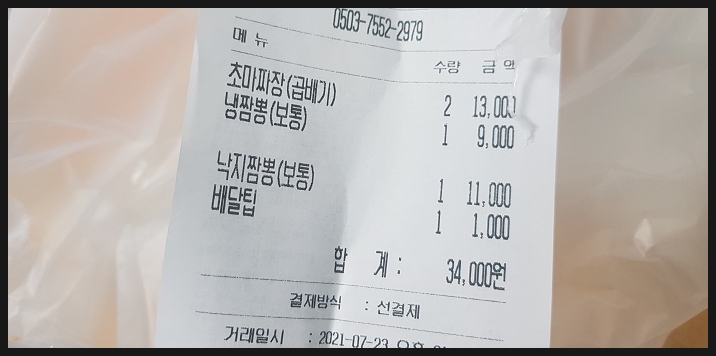 0503-7552-2979
메 뉴 수량 금 액
초마짜장(곱배기) 2 13,000
냉짬뽕(보통) 1 9,000
낙지짬뽕(보통) 1 11,000
배달팁 1 1,000
합 계 : 34,000원
결제방식 : 선결제
거래일시 : 2021-07-23 오후